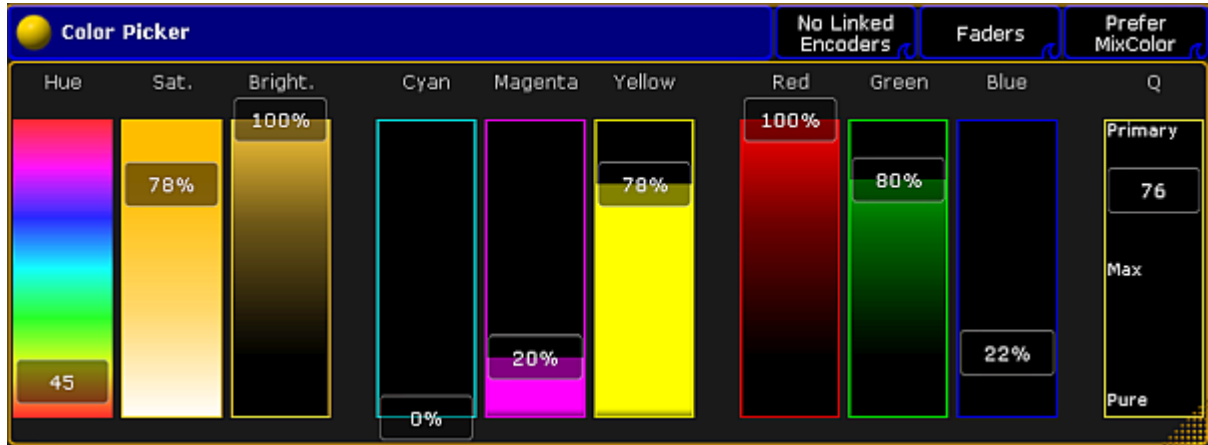 Color Picker
No Linked
Encoders
Faders
Prefer
MixColor
Hue
Sat.
Bright.
Cyan
Magenta
Yellow
Red
Green
Blue
Q
100%
100%
Primary
78%
78%
80%
76
Max
20%
22%
45
Pure
0%